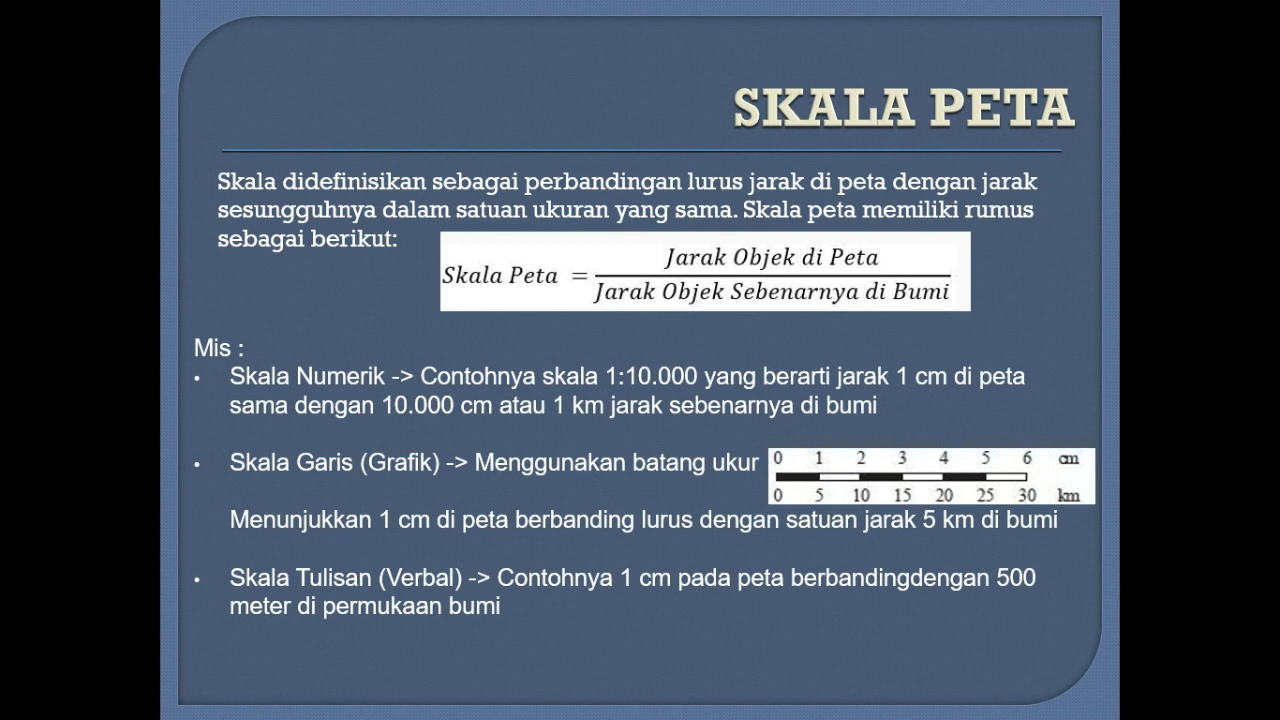 SKALA PETA
Skala didefinisikan sebagai perbandingan lurus jarak di peta dengan jarak
sesungguhnya dalam satuan ukuran yang sama. Skala peta memiliki rumus
sebagai berikut:
Skala Peta = Jarak Objek di Peta
Jarak Objek Sebenarnya di Bumi
Mis :
• Skala Numerik -> Contohnya skala 1:10.000 yang berarti jarak 1 cm di peta
sama dengan 10.000 cm atau 1 km jarak sebenarnya di bumi
• Skala Garis (Grafik) -> Menggunakan batang ukur
0 1 2 3 4 5 6 cm
0 5 10 15 20 25 30 km
Menunjukkan 1 cm di peta berbanding lurus dengan satuan jarak 5 km di bumi
• Skala Tulisan (Verbal) -> Contohnya 1 cm pada peta berbandingdengan 500
meter di permukaan bumi